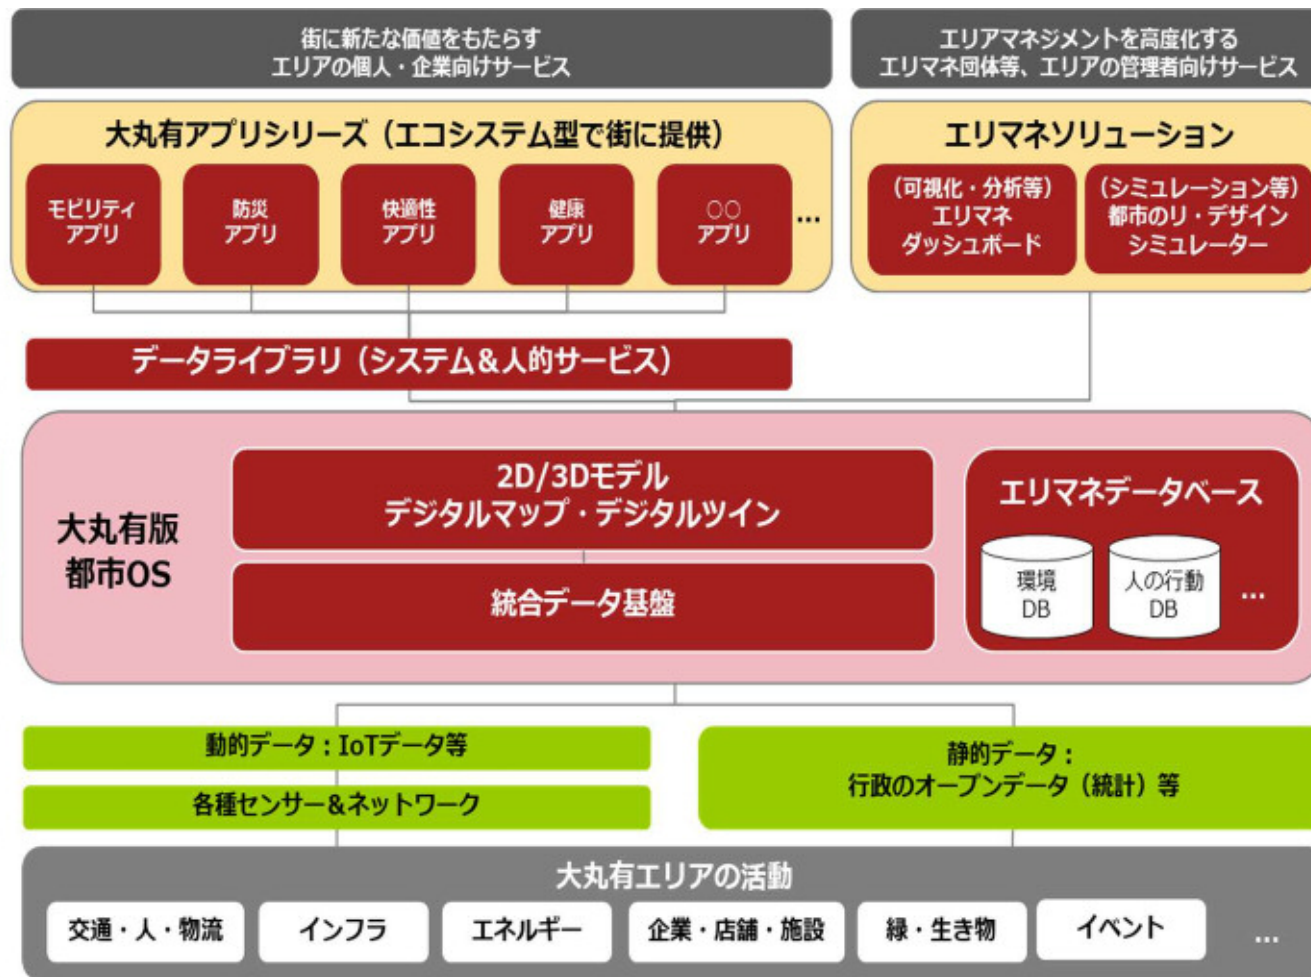 街に新たな価値をもたらす
エリアの個人・企業向けサービス
エリアマネジメントを高度化する
エリマネ団体等、エリアの管理者向けサービス
大丸有アプリシリーズ（エコシステム型で街に提供）
モビリティ
アプリ
防災
アプリ
快適性
アプリ
健康
アプリ
○○
アプリ
…
エリマネソリューション
（可視化・分析等）
エリマネ
ダッシュボード
（シミュレーション等）
都市のリ・デザイン
シミュレーター
データライブラリ（システム＆人的サービス）
大丸有版
都市OS
2D/3Dモデル
デジタルマップ・デジタルツイン
統合データ基盤
エリマネデータベース
環境
DB
人の行動
DB
…
動的データ：IoTデータ等
各種センサー＆ネットワーク
静的データ：
行政のオープンデータ（統計）等
大丸有エリアの活動
交通・人・物流
インフラ
エネルギー
企業・店舗・施設
緑・生き物
イベント
…